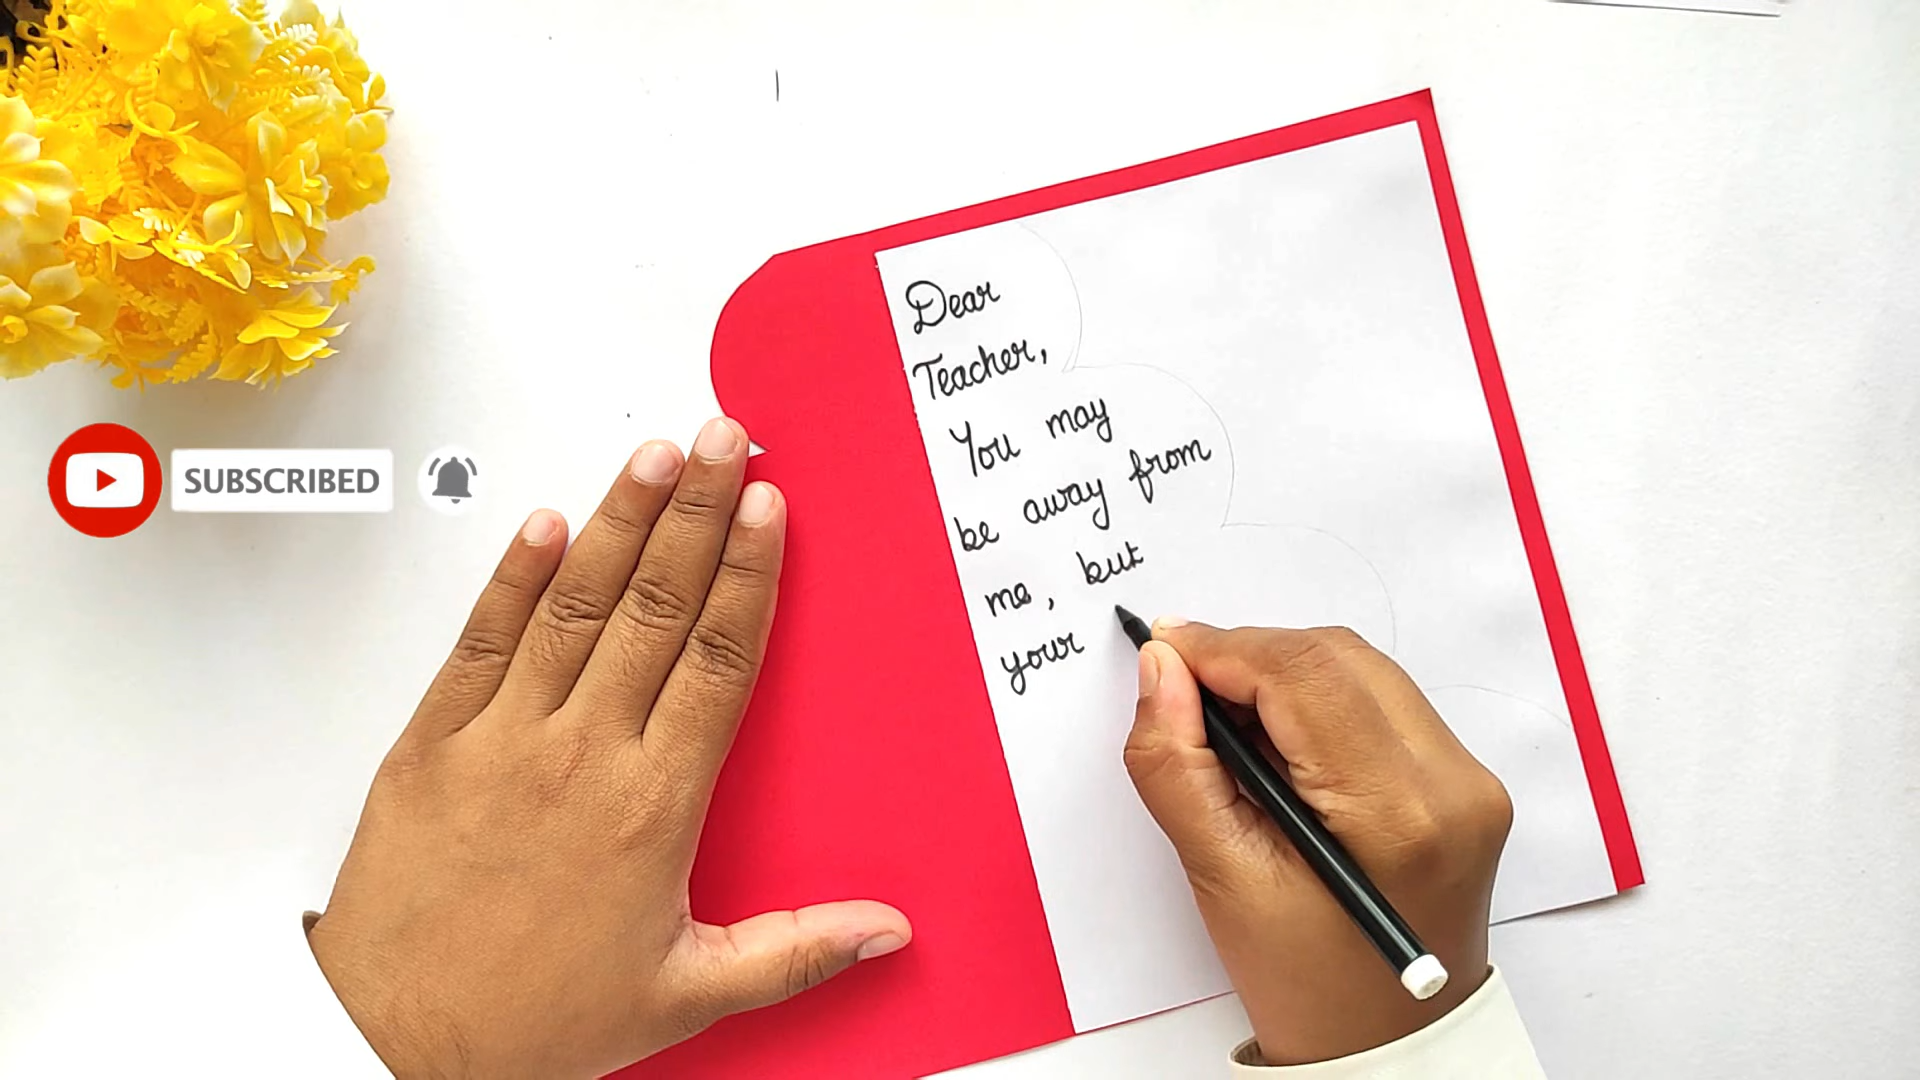 Dear
Teacher,
You may
be away from
me, but
your
SUBSCRIBED